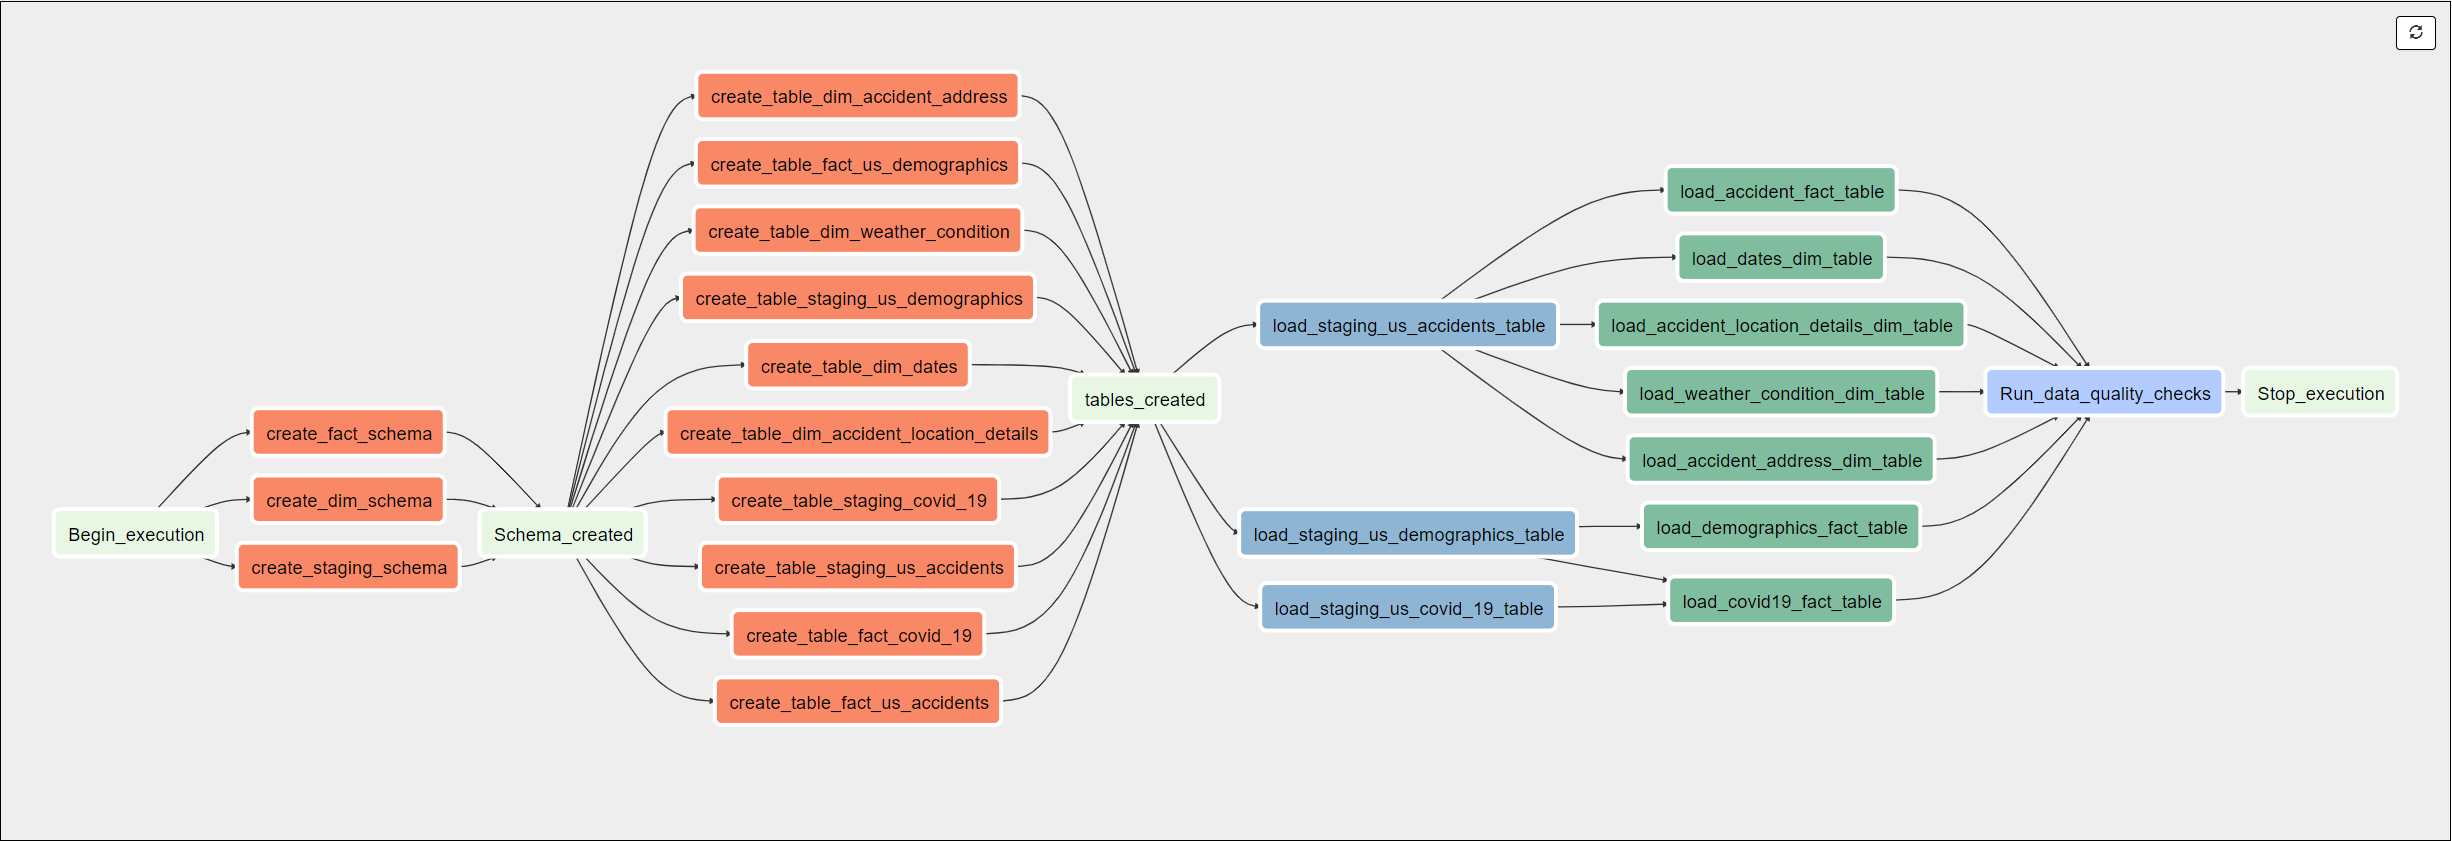 Begin_execution
create_fact_schema
create_dim_schema
create_staging_schema
Schema_created
create_table_dim_accident_address
create_table_fact_us_demographics
create_table_dim_weather_condition
create_table_staging_us_demographics
create_table_dim_dates
create_table_dim_accident_location_details
create_table_staging_covid_19
create_table_staging_us_accidents
create_table_fact_covid_19
create_table_fact_us_accidents
tables_created
load_staging_us_accidents_table
load_staging_us_demographics_table
load_staging_us_covid_19_table
load_accident_fact_table
load_dates_dim_table
load_accident_location_details_dim_table
load_weather_condition_dim_table
load_accident_address_dim_table
load_demographics_fact_table
load_covid19_fact_table
Run_data_quality_checks
Stop_execution